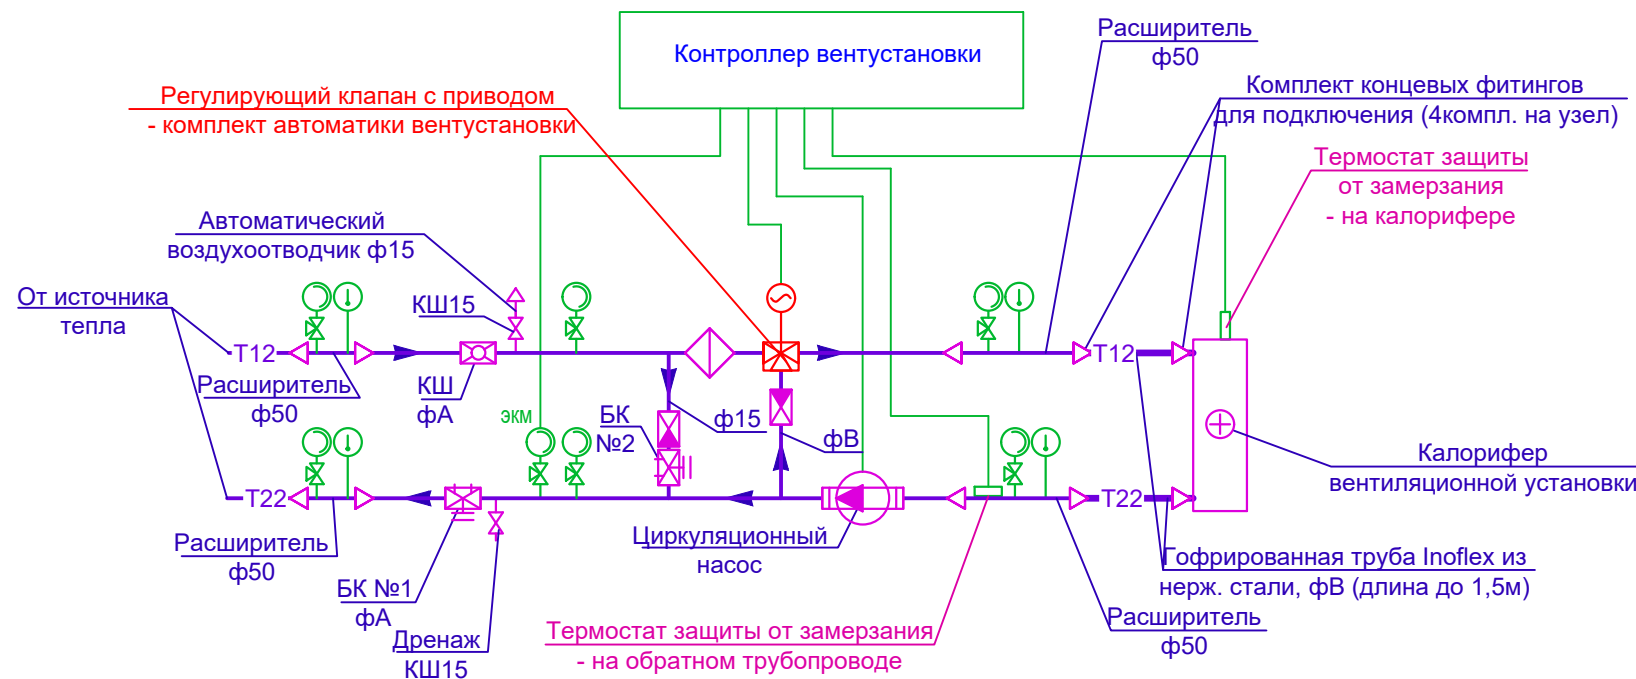 Контроллер вентустановки
Расширитель
ф50
Регулирующий клапан с приводом
- комплект автоматики вентустановки
Комплект концевых фитингов
для подключения (4компл. на узел)
Термостат защиты
от замерзания
- на калорифере
Автоматический
воздухоотводчик ф15
От источника
тепла
КШ15
Т12
Т12
Расширитель
ф50
КШ
фА
экм
БК
№2
ф15
фВ
Калорифер
вентиляционной установки
Т22
Т22
Расширитель
ф50
БК №1
фА
Дренаж
КШ15
Циркуляционный
насос
Термостат защиты от замерзания
- на обратном трубопроводе
Гофрированная труба Inoflex из
нерж. стали, фВ (длина до 1,5м)
Расширитель
ф50